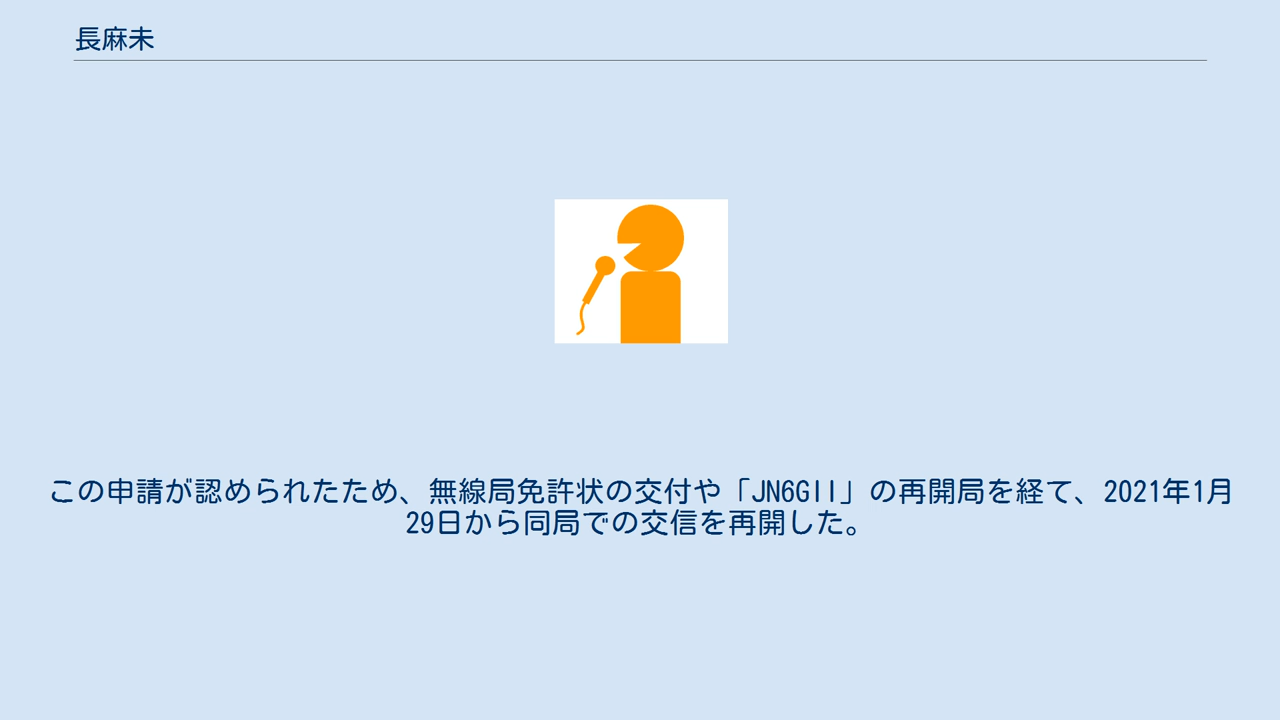 長麻未
この申請が認められたため、無線局免許状の交付や「JN6GII」の再開局を経て、2021年1月
29日から同局での交信を再開した。